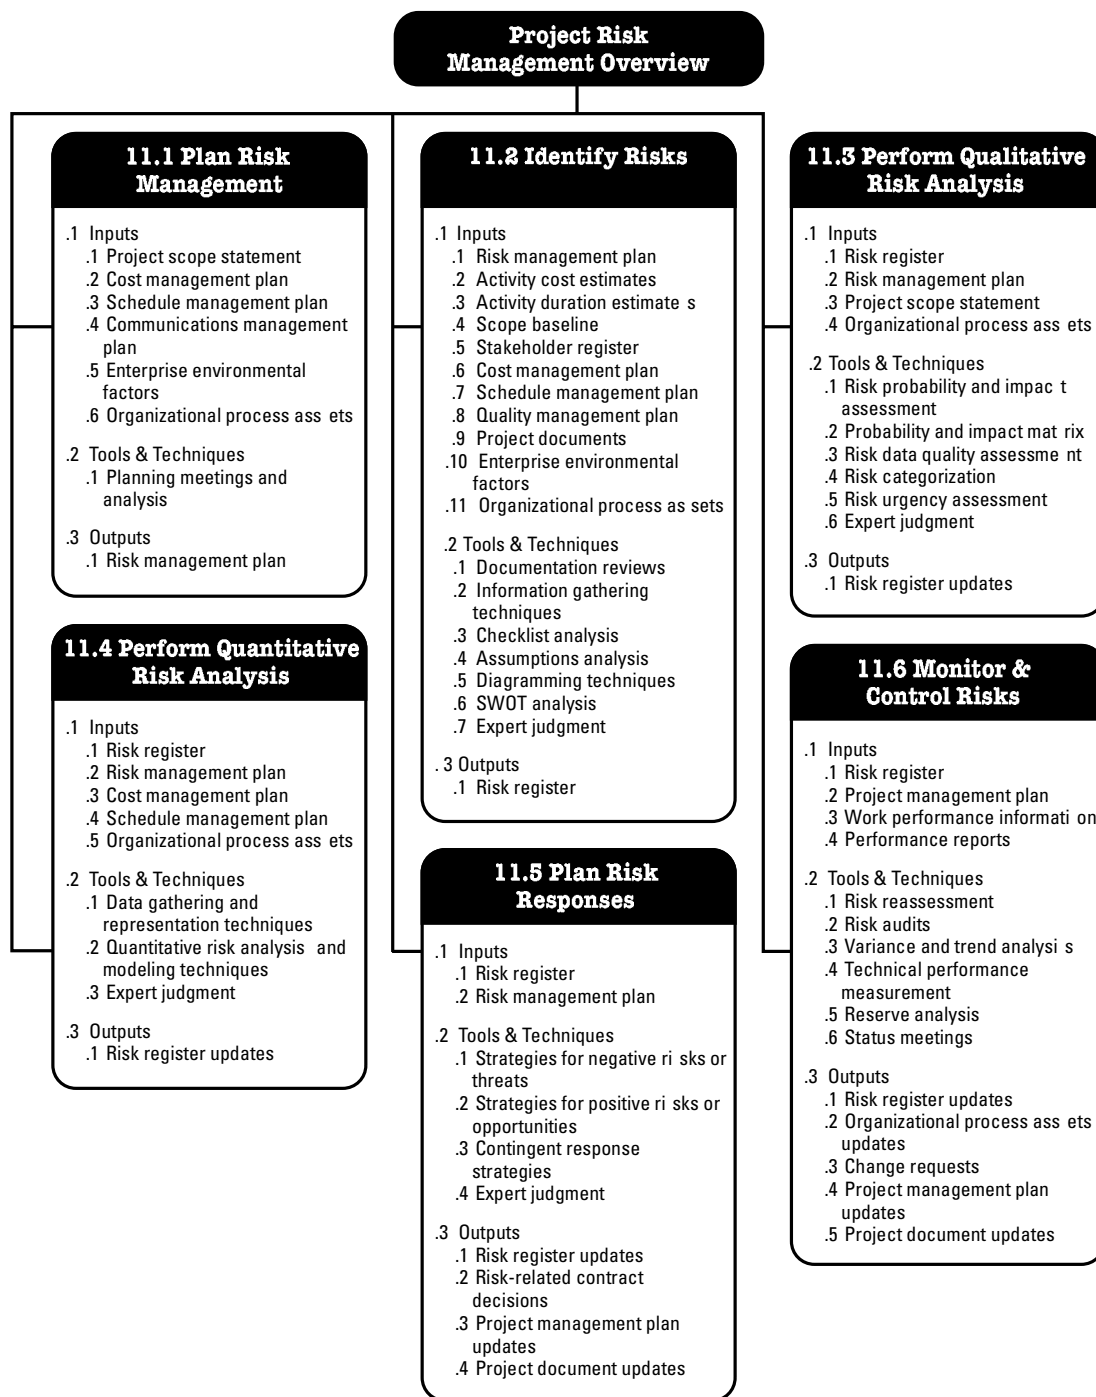 Project Risk
Management Overview
11.1 Plan Risk
Management
.1 Inputs
.1 Project scope statement
.2 Cost management plan
.3 Schedule management plan
.4 Communications management
plan
.5 Enterprise environmental
factors
.6 Organizational process ass ets
.2 Tools & Techniques
.1 Planning meetings and
analysis
.3 Outputs
.1 Risk management plan
11.2 Identify Risks
.1 Inputs
.1 Risk management plan
.2 Activity cost estimates
.3 Activity duration estimate s
.4 Scope baseline
.5 Stakeholder register
.6 Cost management plan
.7 Schedule management plan
.8 Quality management plan
.9 Project documents
.10 Enterprise environmental
factors
.11 Organizational process as sets
.2 Tools & Techniques
.1 Documentation reviews
.2 Information gathering
techniques
.3 Checklist analysis
.4 Assumptions analysis
.5 Diagramming techniques
.6 SWOT analysis
.7 Expert judgment
. 3 Outputs
.1 Risk register
11.3 Perform Qualitative
Risk Analysis
.1 Inputs
.1 Risk register
.2 Risk management plan
.3 Project scope statement
.4 Organizational process ass ets
.2 Tools & Techniques
.1 Risk probability and impac t
assessment
.2 Probability and impact mat rix
.3 Risk data quality assessme nt
.4 Risk categorization
.5 Risk urgency assessment
.6 Expert judgment
.3 Outputs
.1 Risk register updates
11.4 Perform Quantitative
Risk Analysis
.1 Inputs
.1 Risk register
.2 Risk management plan
.3 Cost management plan
.4 Schedule management plan
.5 Organizational process ass ets
.2 Tools & Techniques
.1 Data gathering and
representation techniques
.2 Quantitative risk analysis and
modeling techniques
.3 Expert judgment
.3 Outputs
.1 Risk register updates
11.5 Plan Risk
Responses
.1 Inputs
.1 Risk register
.2 Risk management plan
.2 Tools & Techniques
.1 Strategies for negative ri sks or
threats
.2 Strategies for positive ri sks or
opportunities
.3 Contingent response
strategies
.4 Expert judgment
.3 Outputs
.1 Risk register updates
.2 Risk-related contract
decisions
.3 Project management plan
updates
.4 Project document updates
11.6 Monitor &
Control Risks
.1 Inputs
.1 Risk register
.2 Project management plan
.3 Work performance informati on
.4 Performance reports
.2 Tools & Techniques
.1 Risk reassessment
.2 Risk audits
.3 Variance and trend analysi s
.4 Technical performance
measurement
.5 Reserve analysis
.6 Status meetings
.3 Outputs
.1 Risk register updates
.2 Organizational process ass ets
updates
.3 Change requests
.4 Project management plan
updates
.5 Project document updates